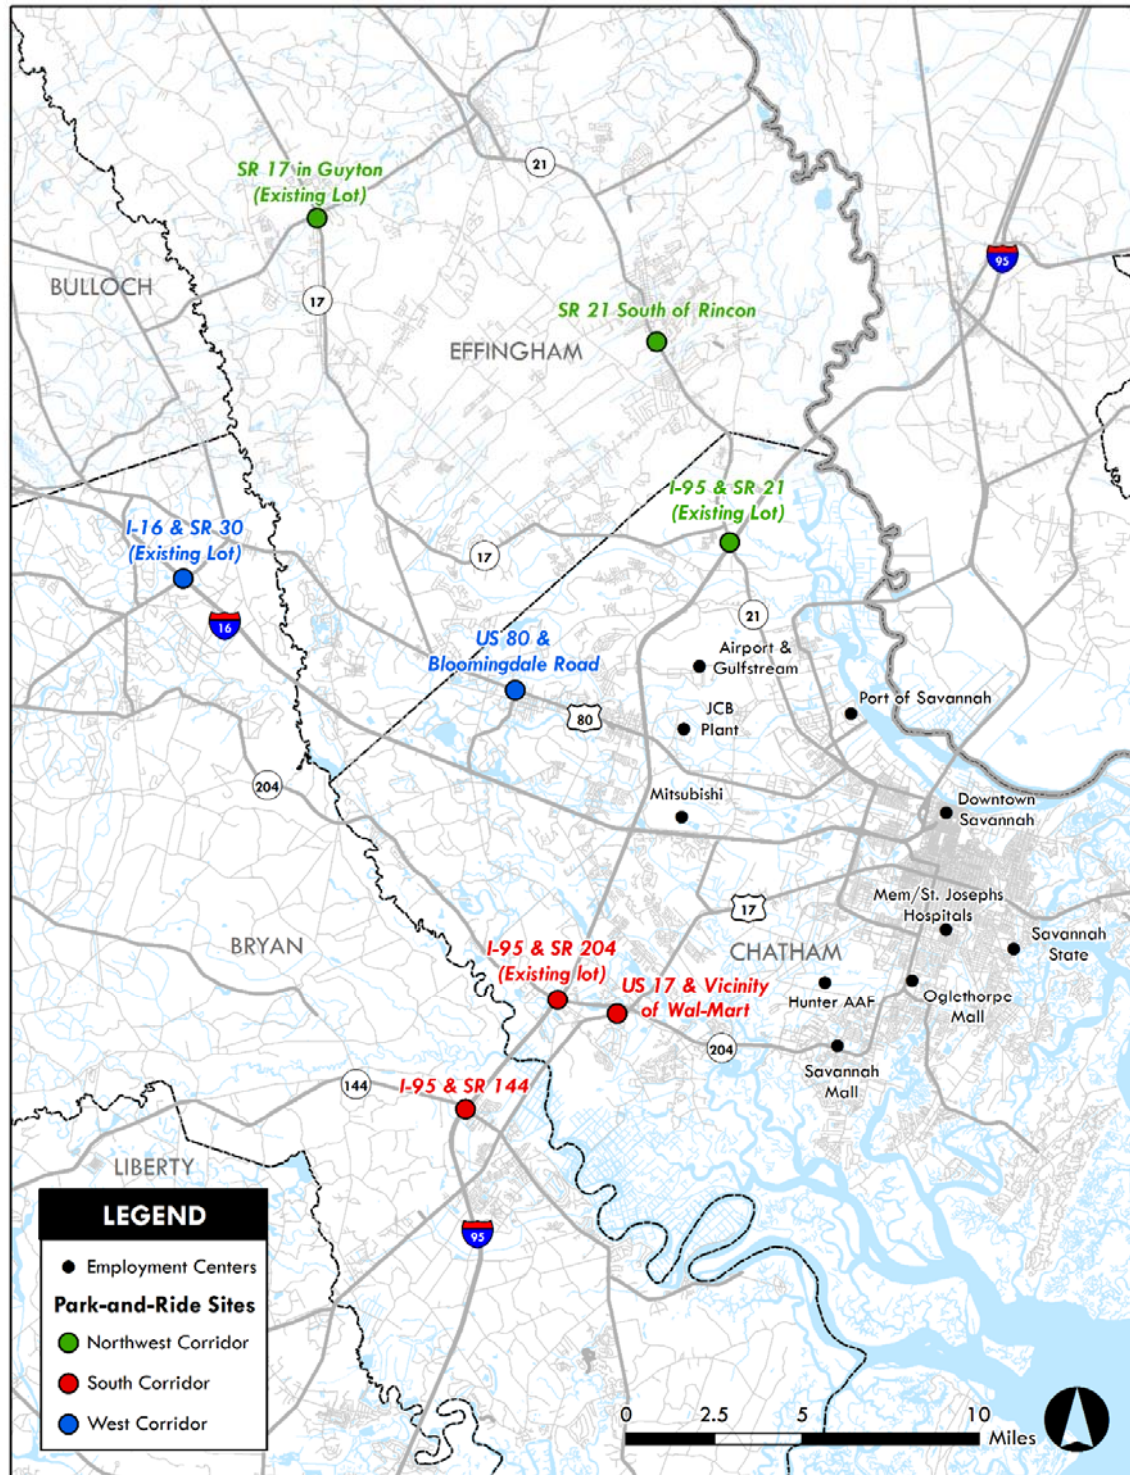 SR 17 in Guyton
(Existing Lot)
21
95
BULLOCH
17
SR 21 South of Rincon
EFFINGHAM
I-95 & SR 21
(Existing Lot)
I-16 & SR 30
(Existing Lot)
17
16
21
US 80 &
Bloomingdale Road
Airport &
Gulfstream
80
JCB
Plant
Port of Savannah
204
Mitsubishi
Downtown
Savannah
17
Mem/St. Josephs
Hospitals
BRYAN
I-95 & SR 204
(Existing lot)
CHATHAM
Savannah
State
US 17 & Vicinity
of Wal-Mart
Hunter AAF
Oglethorpe
Mall
204
Savannah
Mall
144
I-95 & SR 144
LIBERTY
95
LEGEND
Employment Centers
Park-and-Ride Sites
Northwest Corridor
South Corridor
West Corridor
0 2.5 5 10
Miles